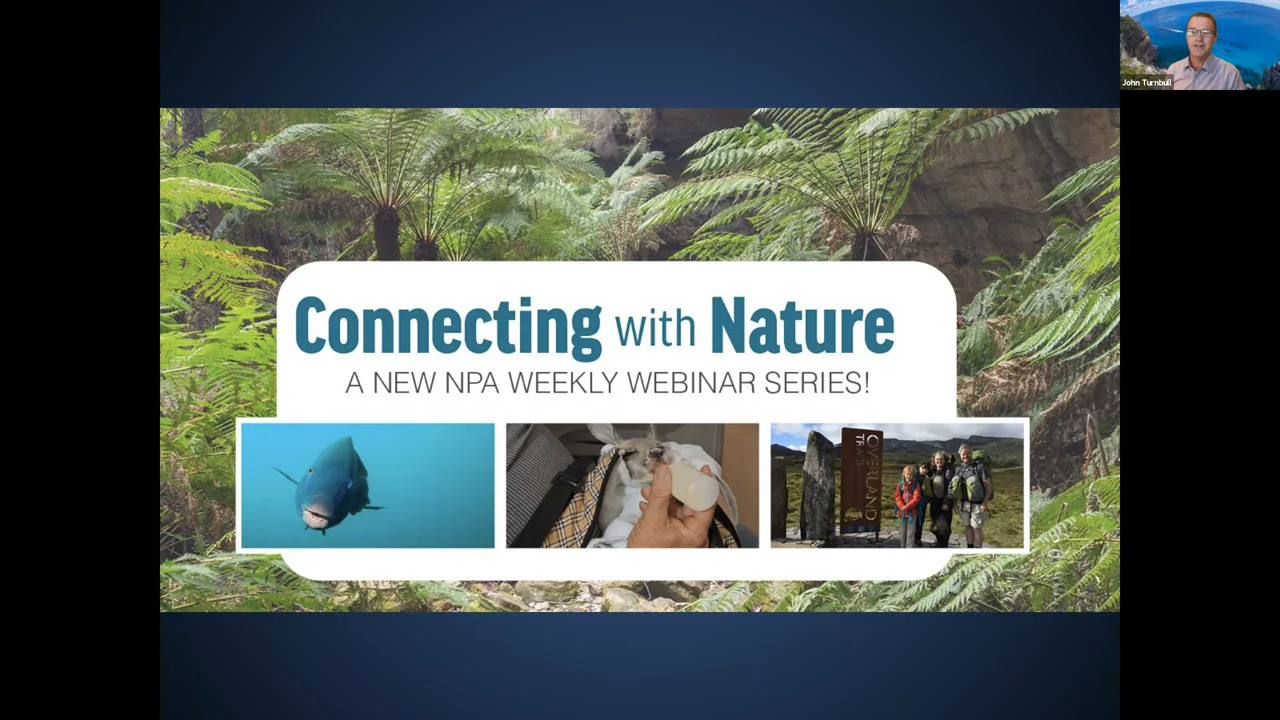 John Turnbull
Connecting with Nature
A NEW NPA WEEKLY WEBINAR SERIES!
OVERLAND
TRACK